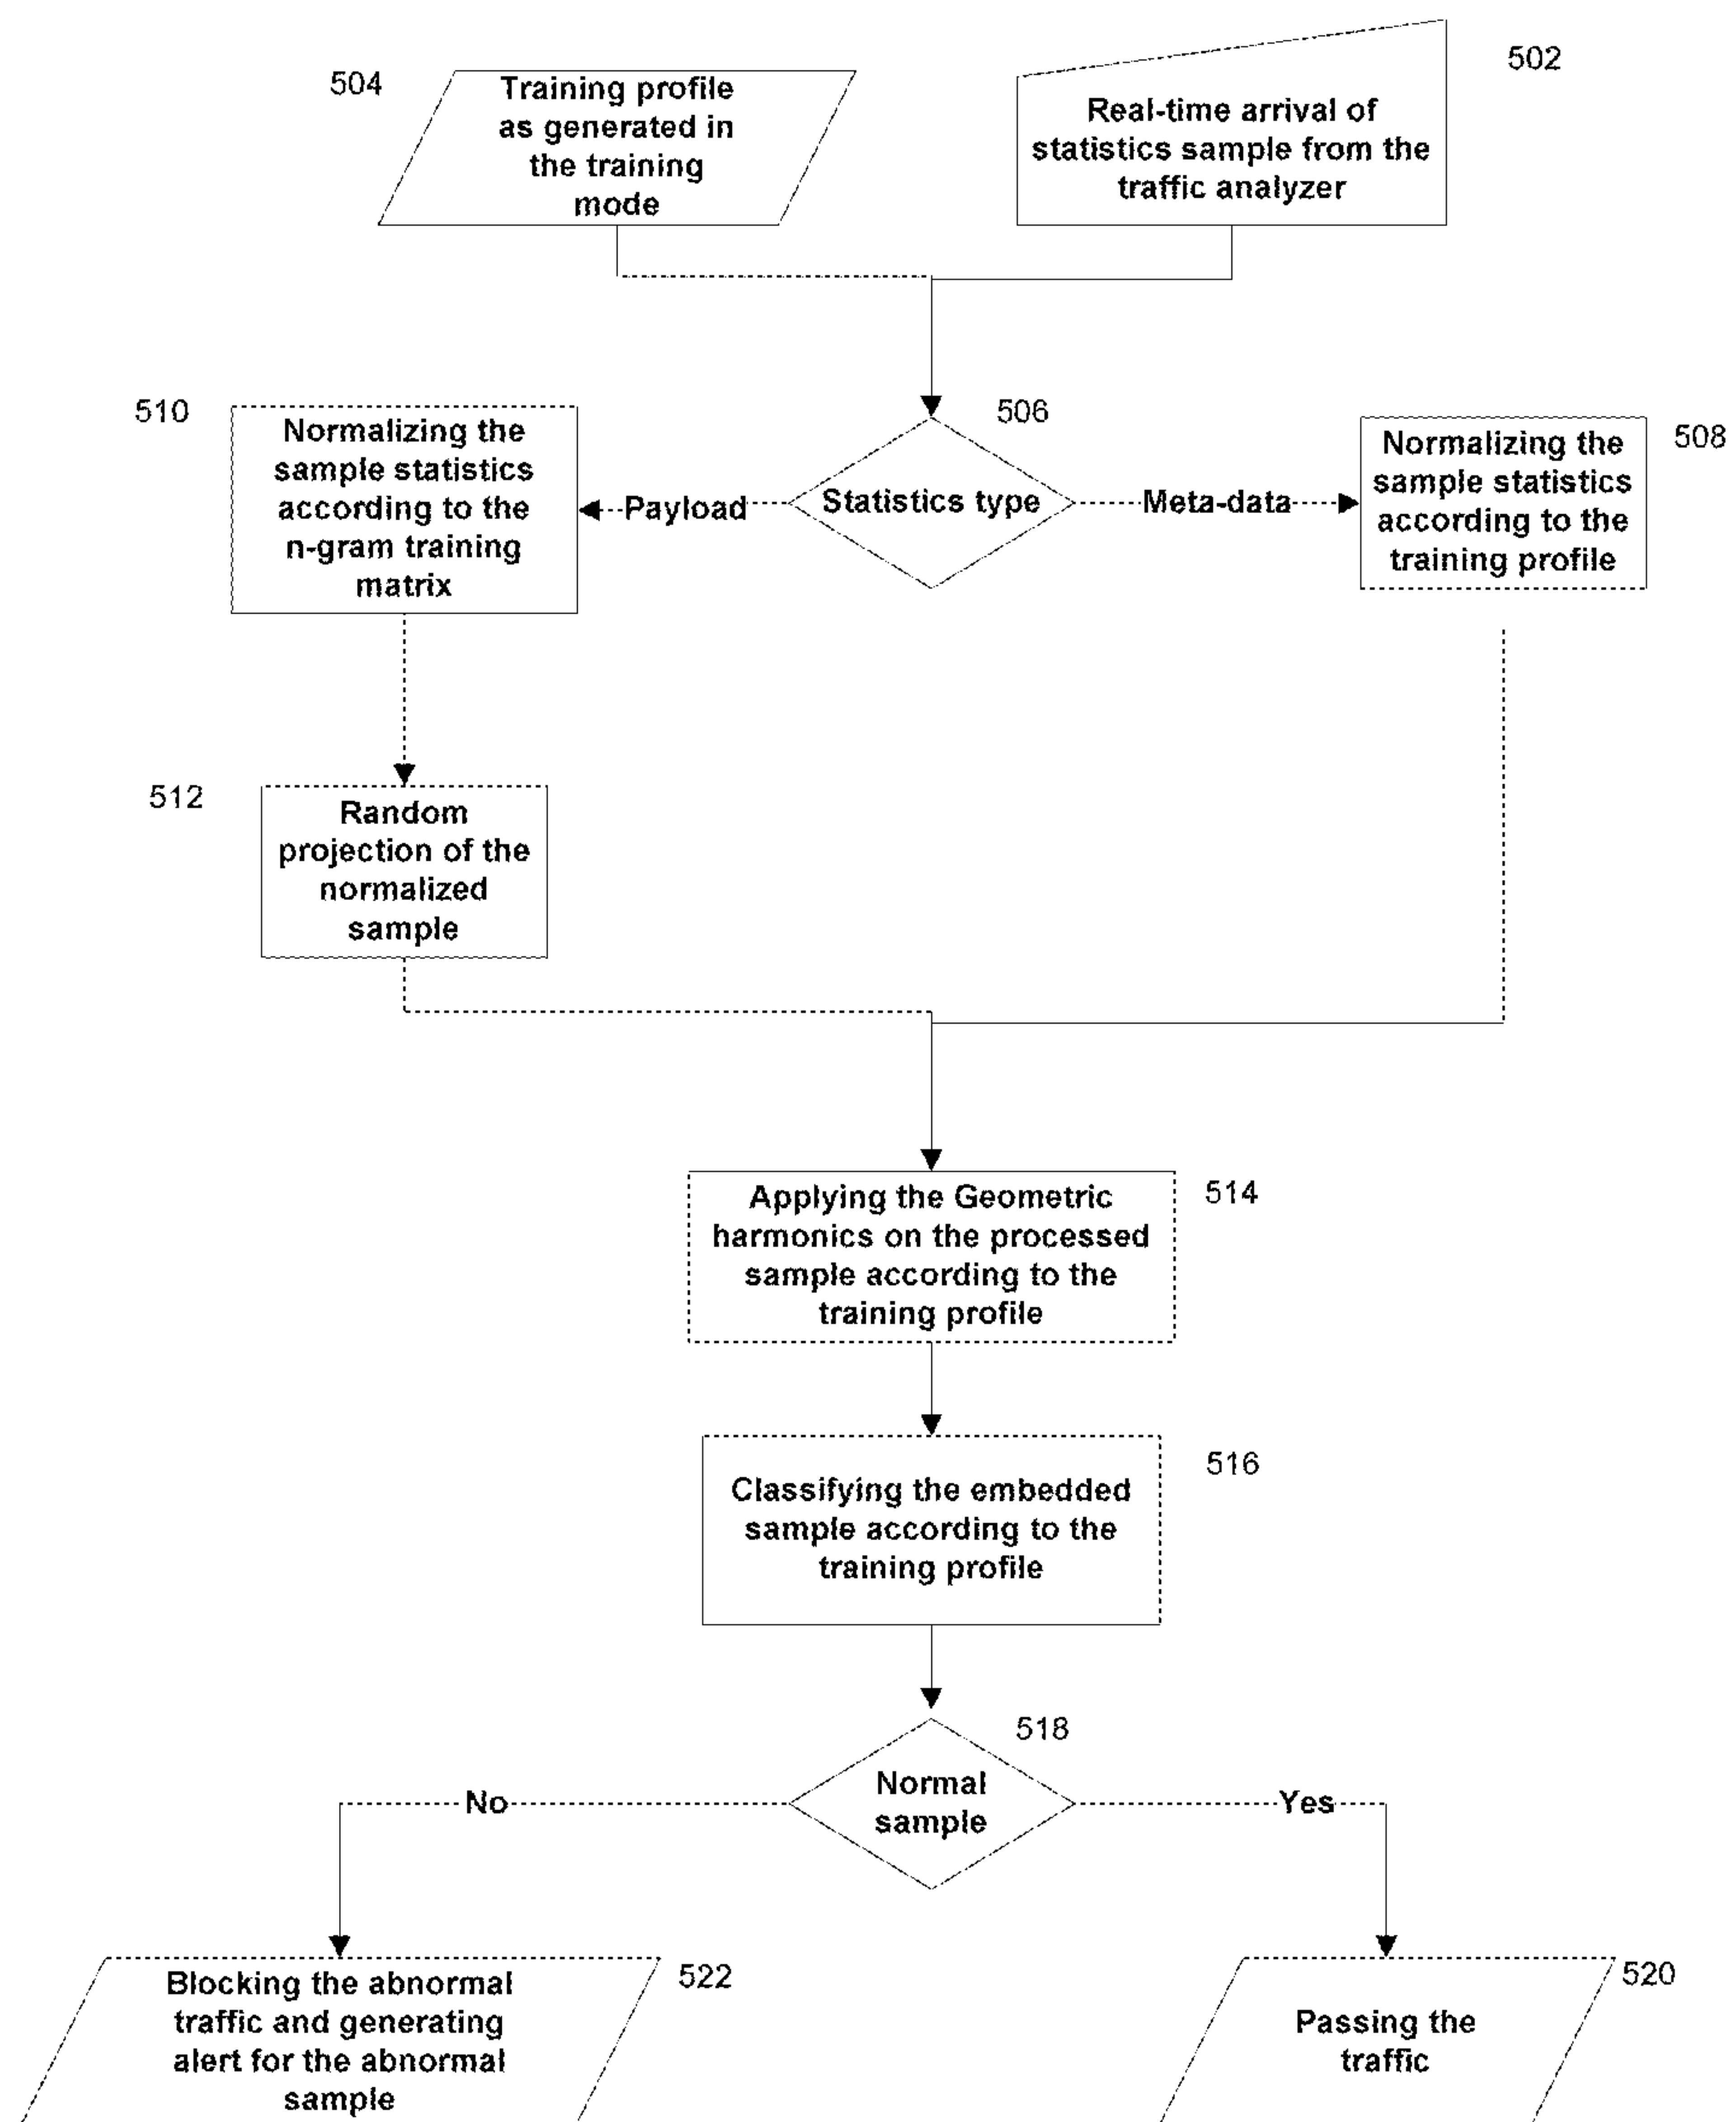 504
Training profile
as generated in
the training
mode
502
Real-time arrival of
statistics sample from the
traffic analyzer
510
Normalizing the
sample statistics
according to the
n-gram training
matrix
Payload
506
Statistics type
Meta-data
508
Normalizing the
sample statistics
according to the
training profile
512
Random
projection of the
normalized
sample
514
Applying the Geometric
harmonics on the processed
sample according to the
training profile
516
Classifying the embedded
sample according to the
training profile
518
Normal
sample
No
Yes
522
Blocking the abnormal
traffic and generating
alert for the abnormal
sample
520
Passing the
traffic